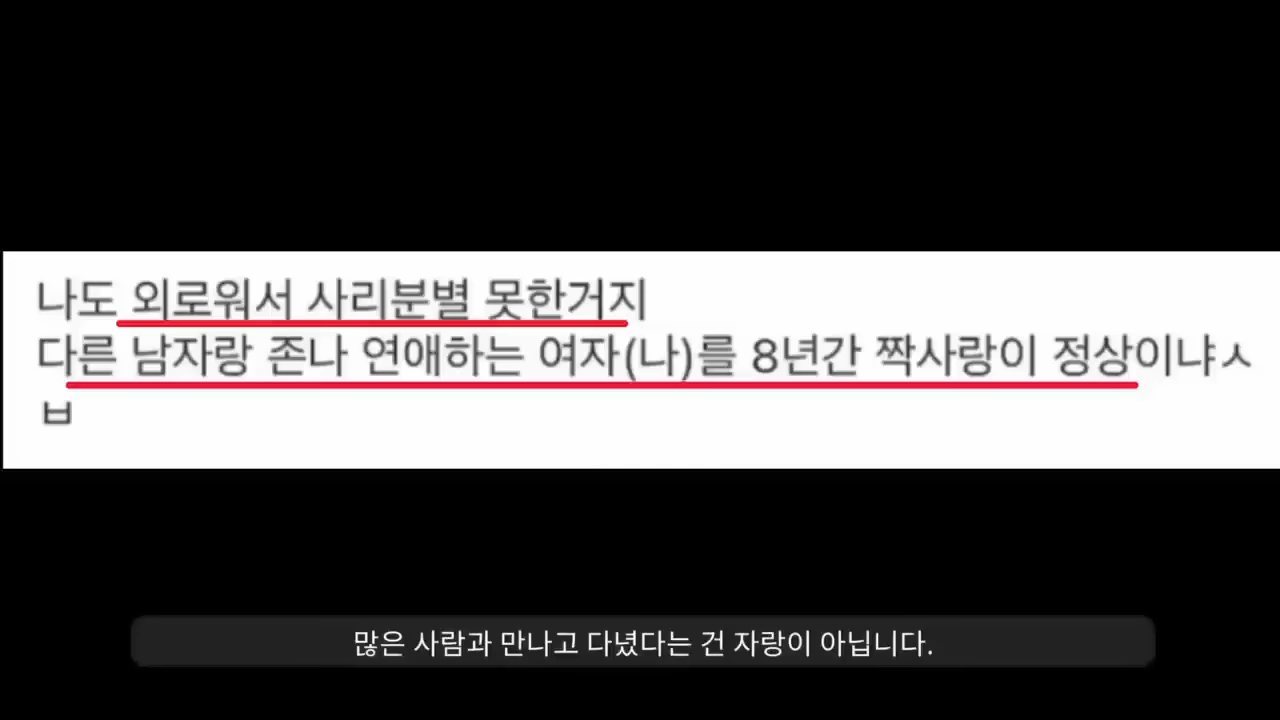 나도 외로워서 사리분별 못한거지
다른 남자랑 존나 연애하는 여자(나)를 8년간 짝사랑이 정상이냐ㅅ
ㅂ
많은 사람과 만나고 다녔다는 건 자랑이 아닙니다.